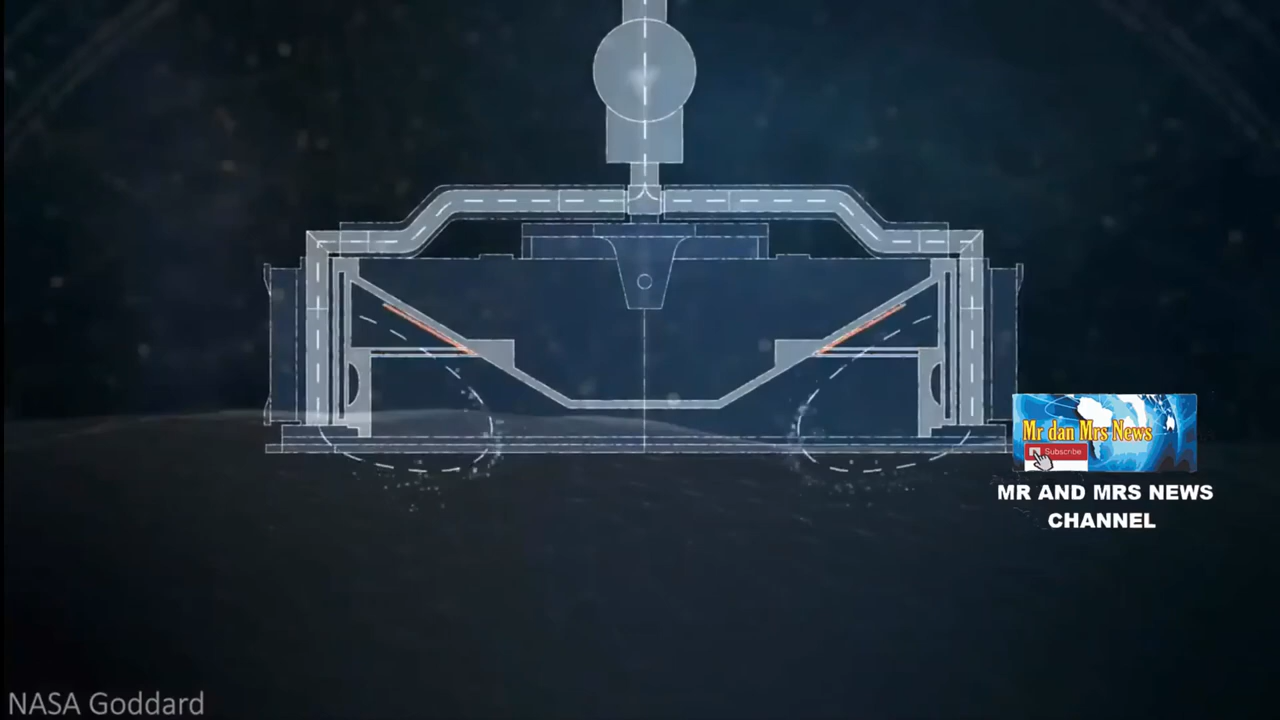 Mr dan Mrs News
Subscribe
MR AND MRS NEWS
CHANNEL
NASA Goddard